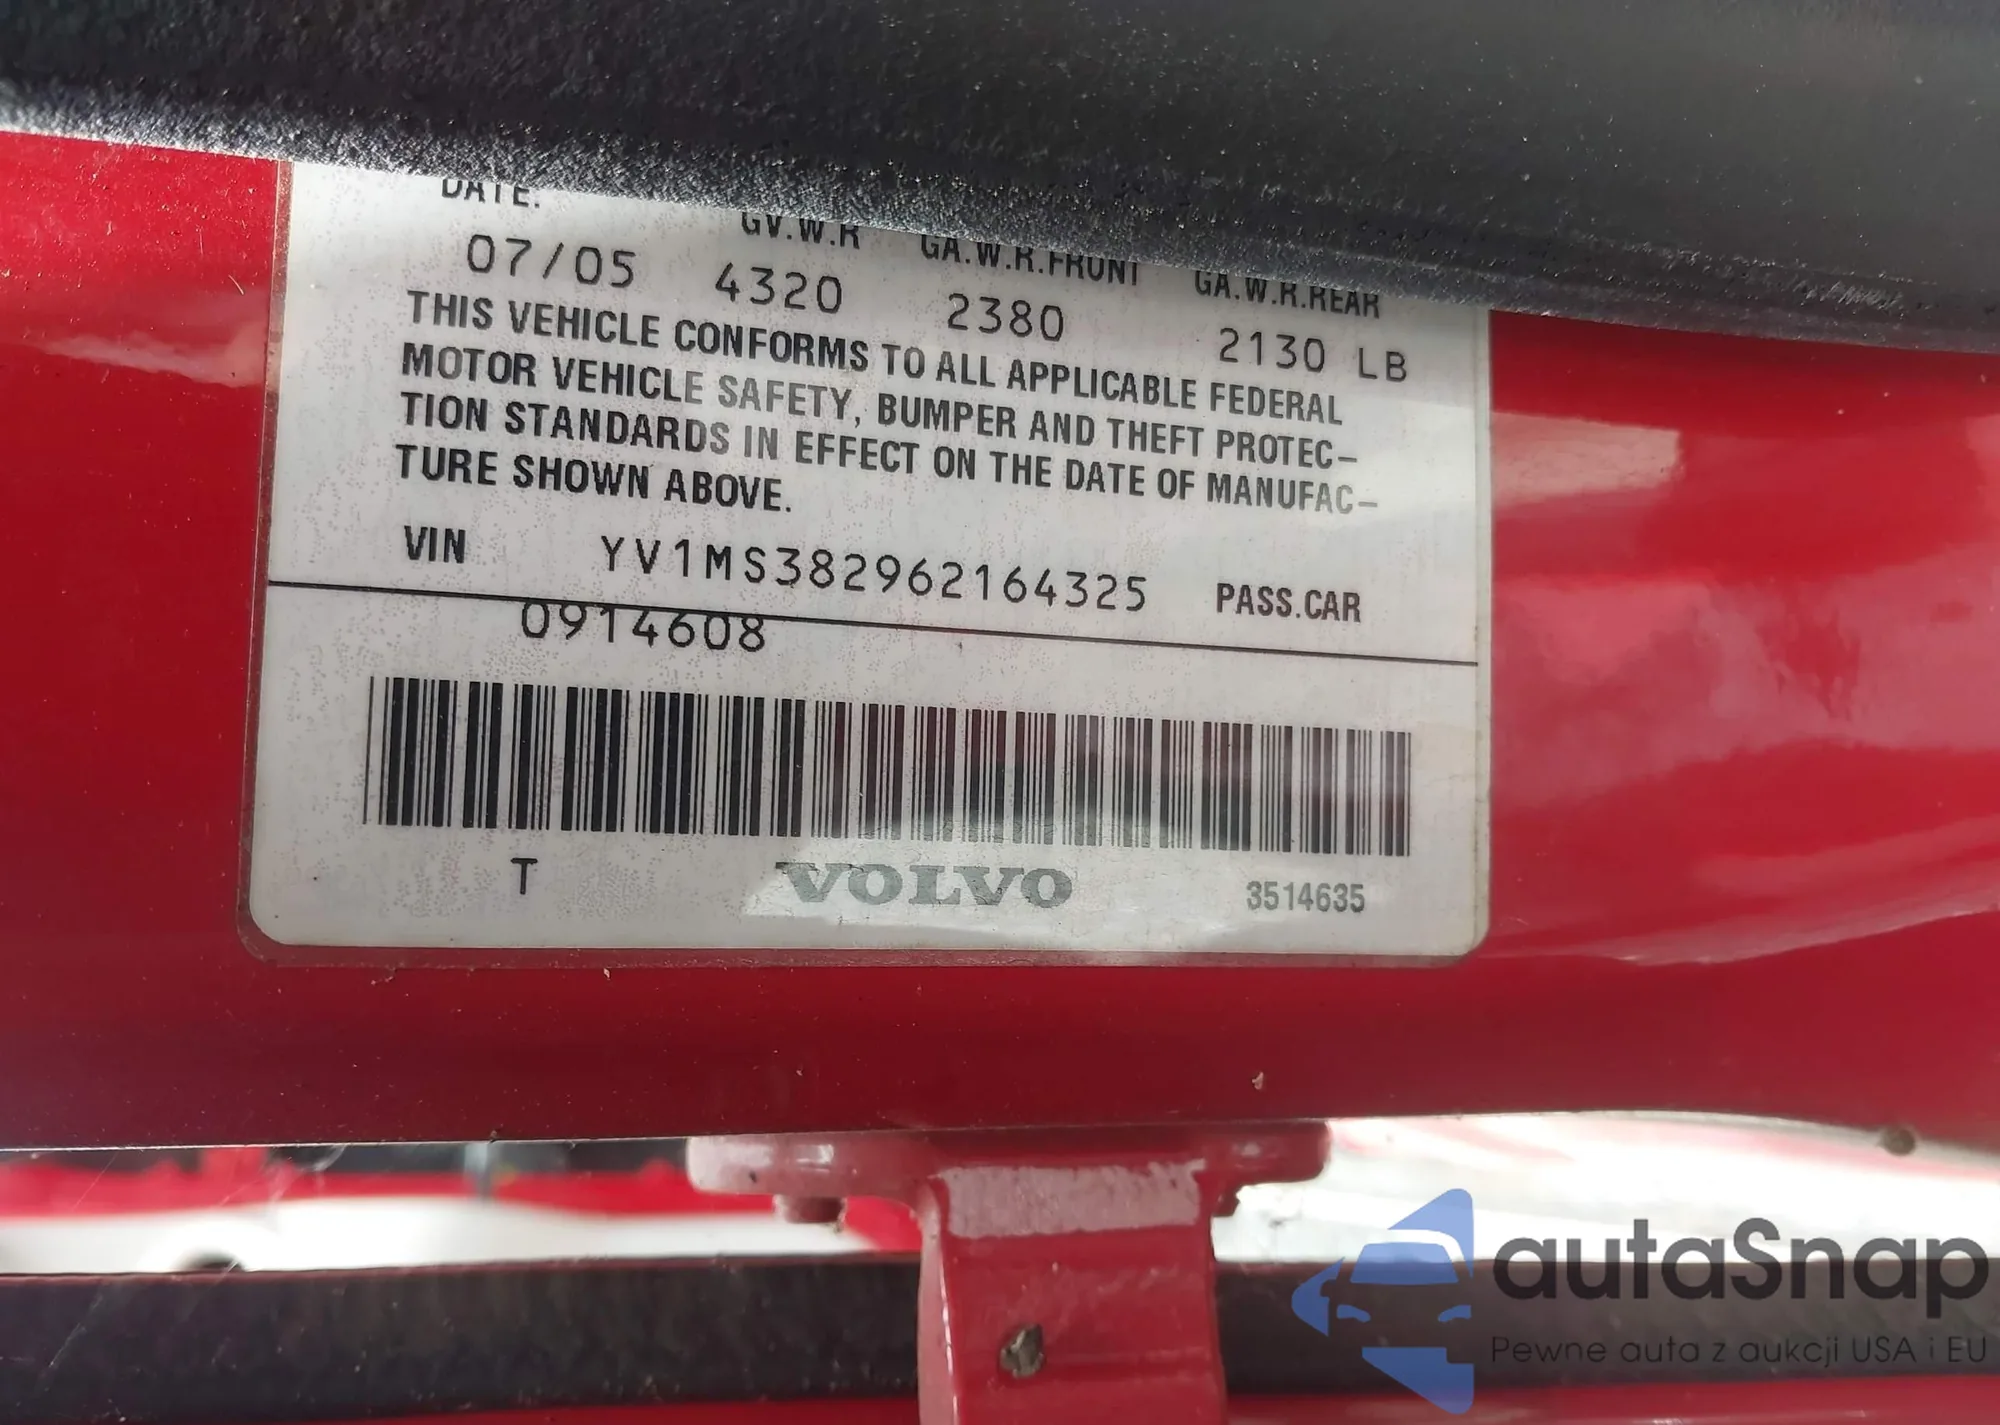 DATE:
GV.W.R GA.W.R.FRONT GA.W.R.REAR
07/05 4320 2380 2130 LB
THIS VEHICLE CONFORMS TO ALL APPLICABLE FEDERAL
MOTOR VEHICLE SAFETY, BUMPER AND THEFT PROTEC–
TION STANDARDS IN EFFECT ON THE DATE OF MANUFAC–
TURE SHOWN ABOVE.
VIN YV1MS382962164325 PASS.CAR
0914608
T VOLVO 3514635
autaSnap
Pewne auta z aukcji USA i EU